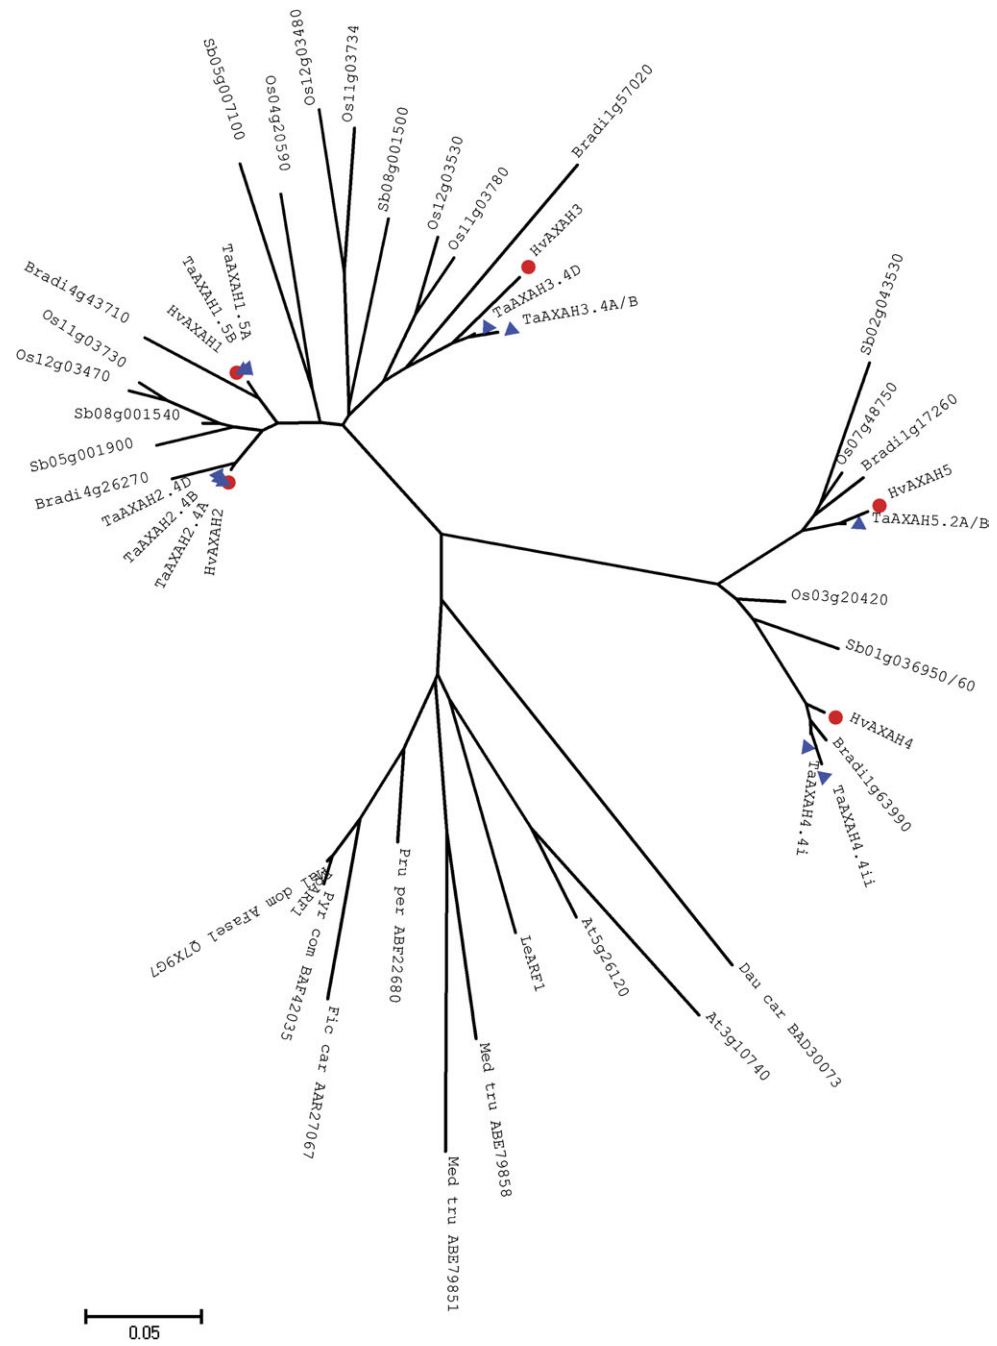 Os12g03480
Os11g03734
Sb05g007100
Os04g20590
Sb08g001500
Os12g03530
Os11g03780
Bradi1g57020
HvAXAH3
TaAXAH3.4D
TaAXAH3.4A/B
TaAXAH1.5A
TaAXAH1.5B
HvAXAH1
Bradi4g43710
Os11g03730
Os12g03470
Sb08g001540
Sb05g001900
Bradi4g26270
TaAXAH2.4D
TaAXAH2.4B
TaAXAH2.4A
HvAXAH2
Sb02g043530
Os07g48750
Bradi1g17260
HvAXAH5
TaAXAH5.2A/B
Os03g20420
Sb01g036950/60
HvAXAH4
Bradi1g63990
TaAXAH4.4ii
TaAXAH4.4i
Dau car BAD30073
At3g10740
At5g26120
LeARF1
Med tru ABE79858
Med tru ABE79851
Pru per ABF22680
Fic car AAR27067
Pyr com BAF42035
dom AFase1 Q7X9G7
0.05